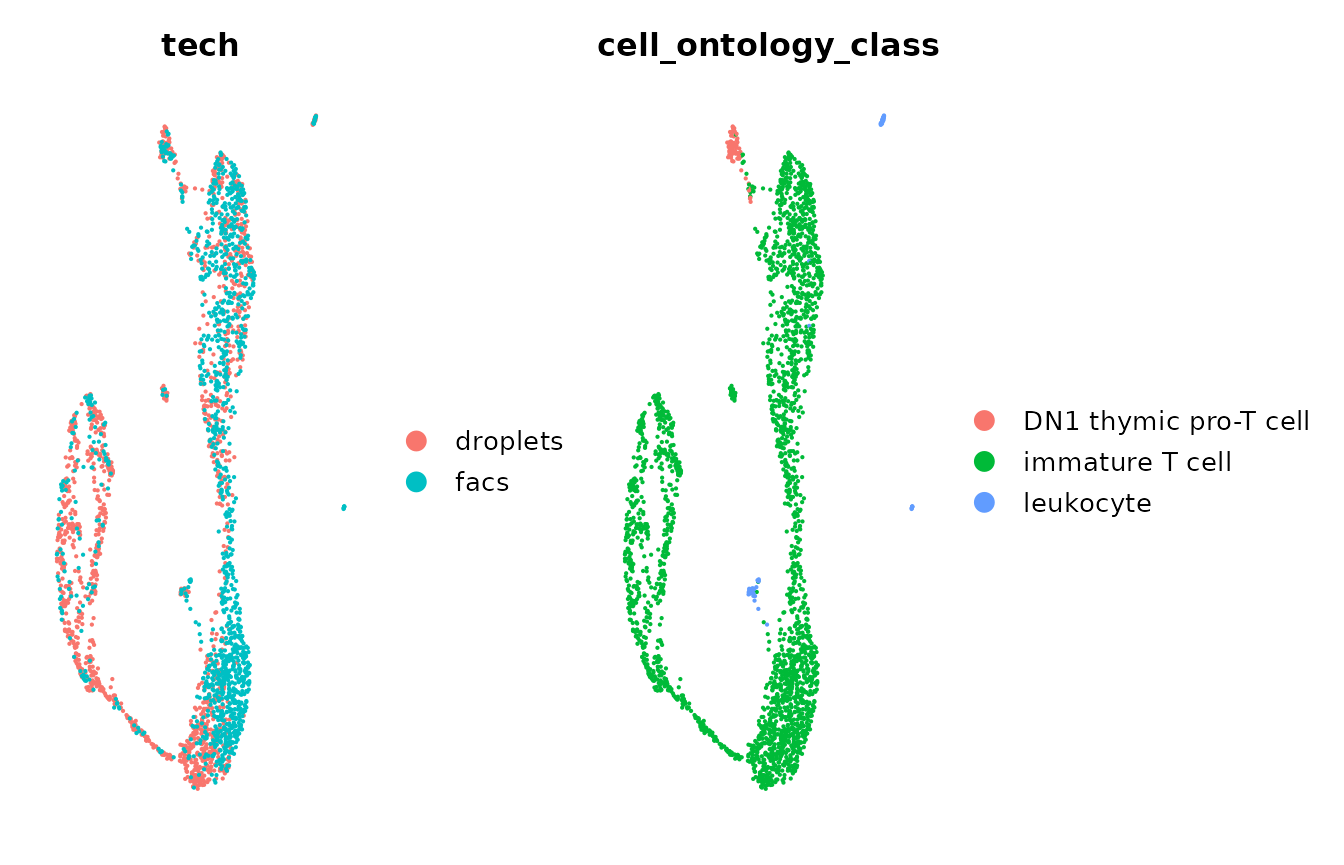 tech
cell_ontology_class
droplets
facs
DN1 thymic pro-T cell
immature T cell
leukocyte